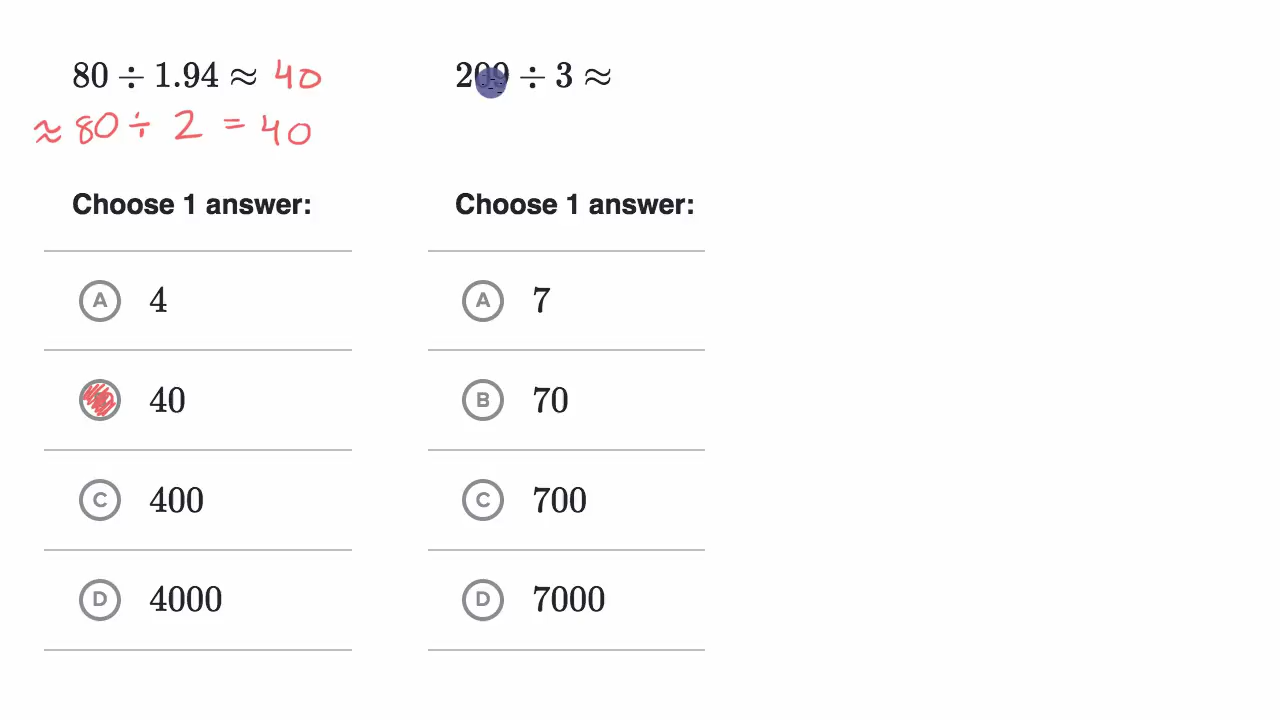 80 ÷ 1.94 ≈ 40
≈ 80 ÷ 2 = 40
Choose 1 answer:
A 4
40
C 400
D 4000
209 ÷ 3 ≈
Choose 1 answer:
A 7
B 70
C 700
D 7000